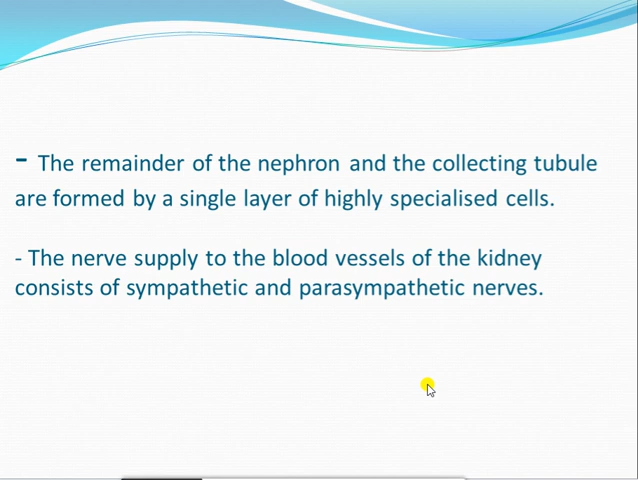 - The remainder of the nephron and the collecting tubule
are formed by a single layer of highly specialised cells.
- The nerve supply to the blood vessels of the kidney
consists of sympathetic and parasympathetic nerves.